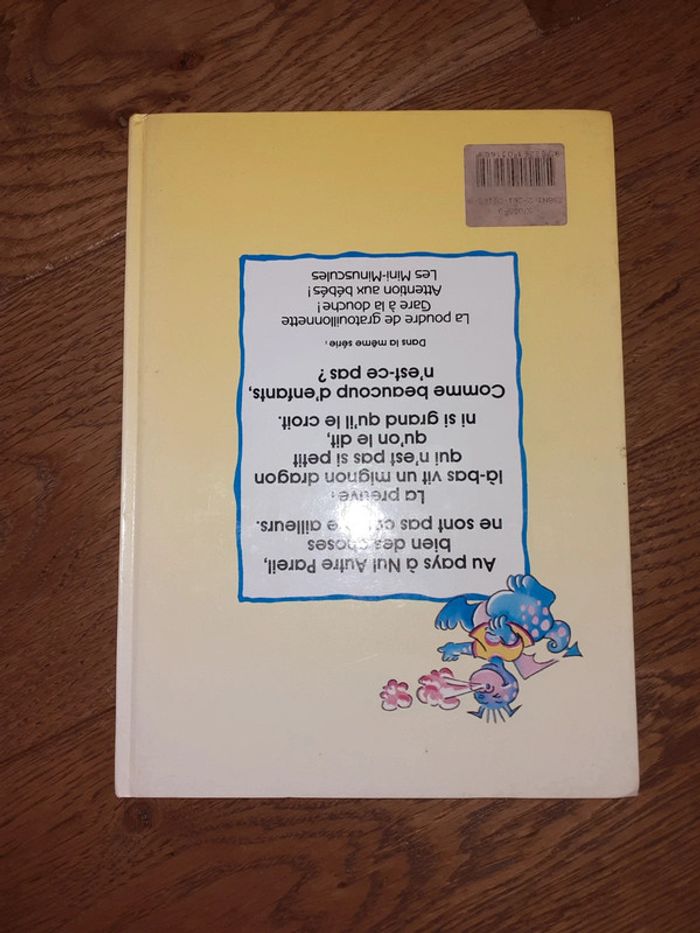 Au pays à Nul Autre Pareil,
bien des choses
ne sont pas ailleurs.
La preuve :
là-bas vit un mignon dragon
qui n'est pas si petit
qu'on le dit,
ni si grand qu'il le croit.
Comme beaucoup d'enfants,
n'est-ce pas ?
Dans la même série :
La poudre de gratouillonnette
Gare à la douche !
Attention aux bébés !
Les Mini-Minuscules